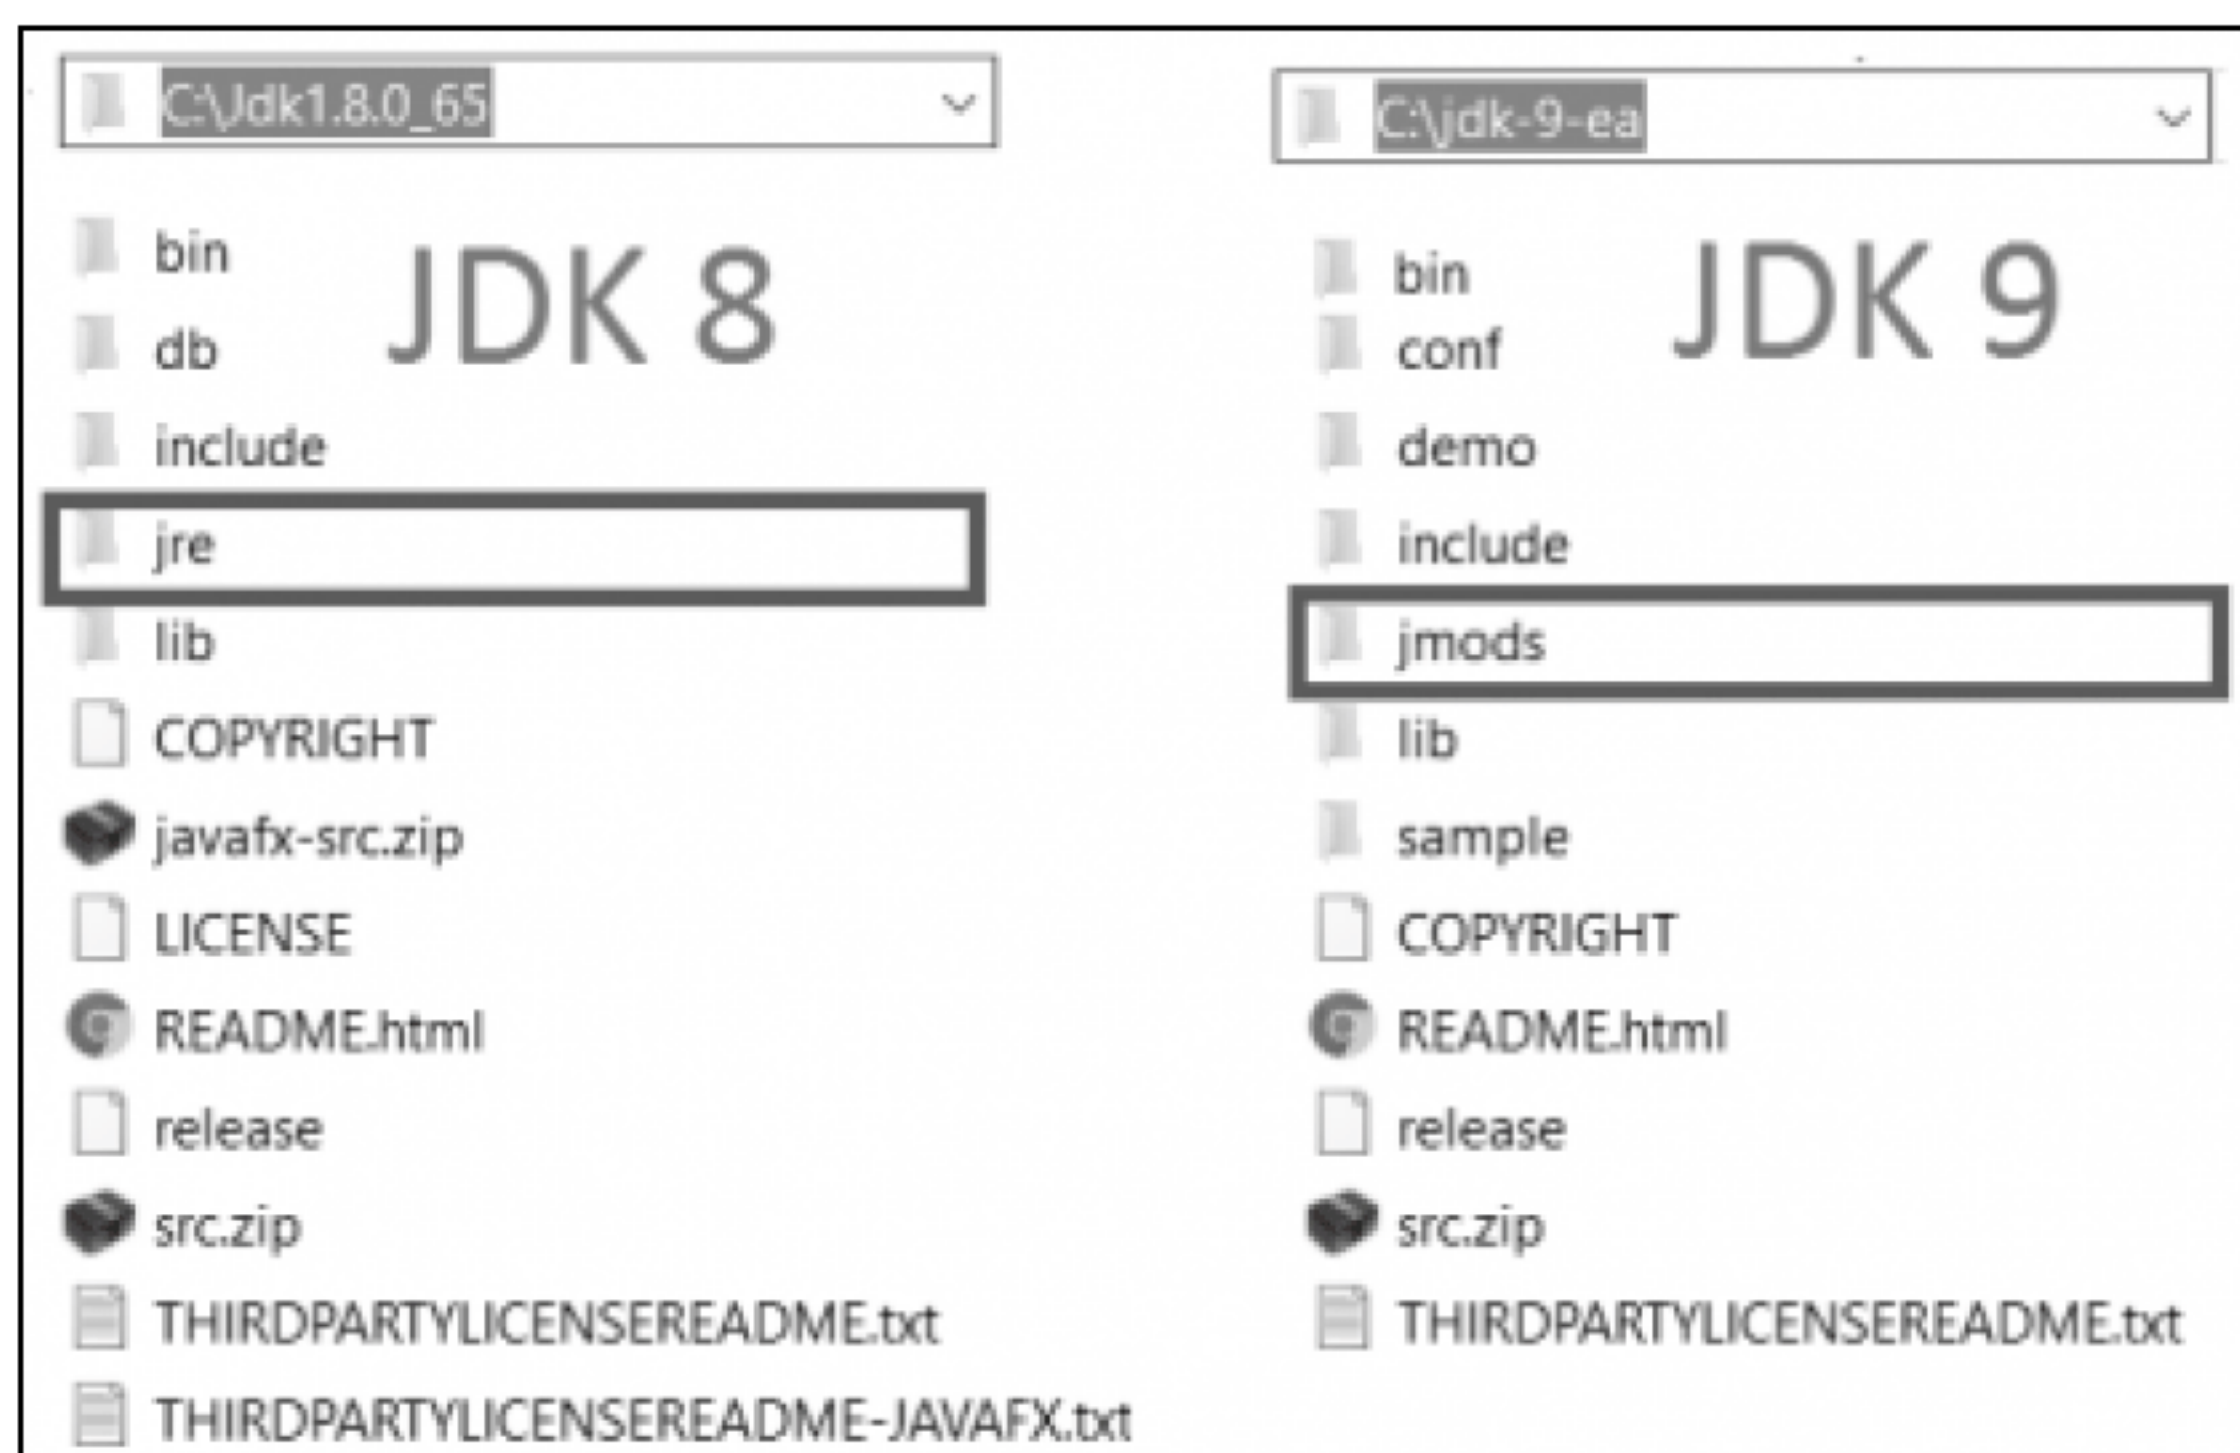 C:\Jdk1.8.0_65
bin
JDK 8
db
include
jre
lib
COPYRIGHT
javafx-src.zip
LICENSE
README.html
release
src.zip
THIRDPARTYLICENSEREADME.txt
THIRDPARTYLICENSEREADME-JAVAFX.txt
C:\jdk-9-ea
bin
JDK 9
conf
demo
include
jmods
lib
sample
COPYRIGHT
README.html
release
src.zip
THIRDPARTYLICENSEREADME.txt